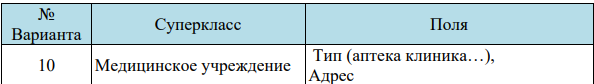 №
Варианта
Суперкласс
Поля
10
Медицинское учреждение
Тип (аптека клиника…),
Адрес